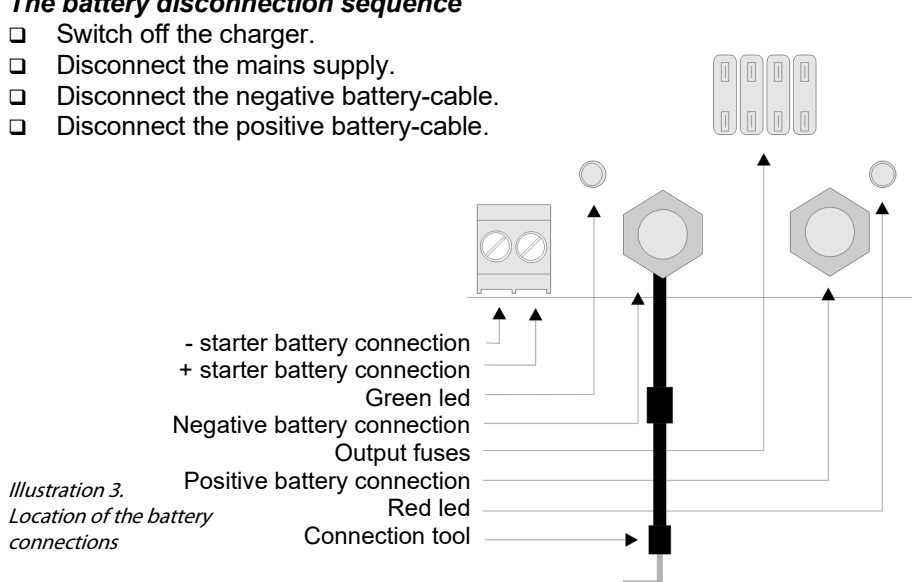 The battery disconnection sequence
❑ Switch off the charger.
❑ Disconnect the mains supply.
❑ Disconnect the negative battery-cable.
❑ Disconnect the positive battery-cable.
- starter battery connection
+ starter battery connection
Green led
Negative battery connection
Output fuses
Positive battery connection
Red led
Connection tool
Illustration 3.
Location of the battery
connections